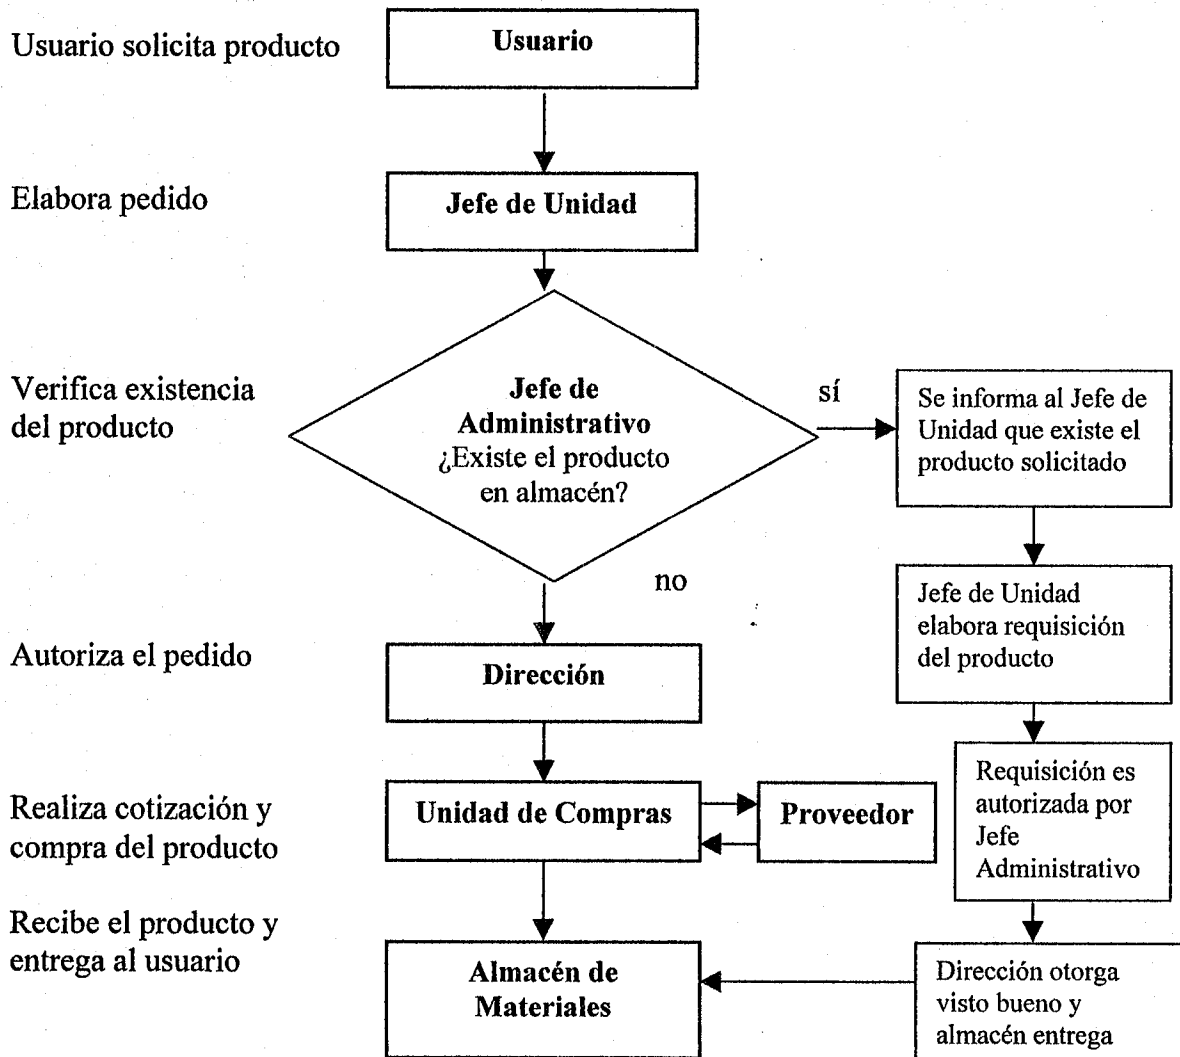 Usuario solicita producto
Usuario
Elabora pedido
Jefe de Unidad
Verifica existencia
del producto
Jefe de
Administrativo
¿Existe el producto
en almacén?
sí
Se informa al Jefe de
Unidad que existe el
producto solicitado
no
Jefe de Unidad
elabora requisición
del producto
Autoriza el pedido
Dirección
Realiza cotización y
compra del producto
Unidad de Compras
Proveedor
Requisición es
autorizada por
Jefe
Administrativo
Recibe el producto y
entrega al usuario
Almacén de
Materiales
Dirección otorga
visto bueno y
almacén entrega